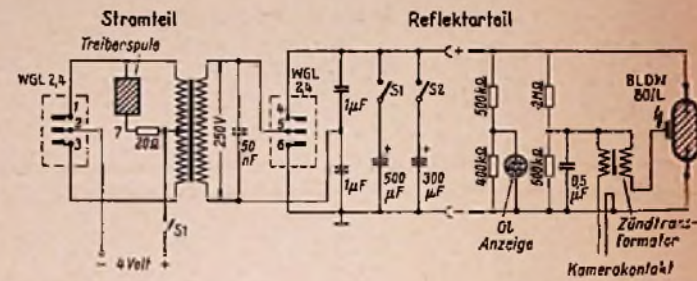 Stromteil
Reflektorteil
Treiberspule
WGL 2,4
1
2
3
7
20Ω
S1
- 4 Volt +
250V
50 nF
WGL 2,4
4
5
6
1µF
1µF
S1
S2
+
500 µF
+
300 µF
+
-
500kΩ
400kΩ
Gl Anzeige
2MΩ
500kΩ
0,5 µF
BLDW 80/L
Zündtrans-
formator
Kamerakontakt